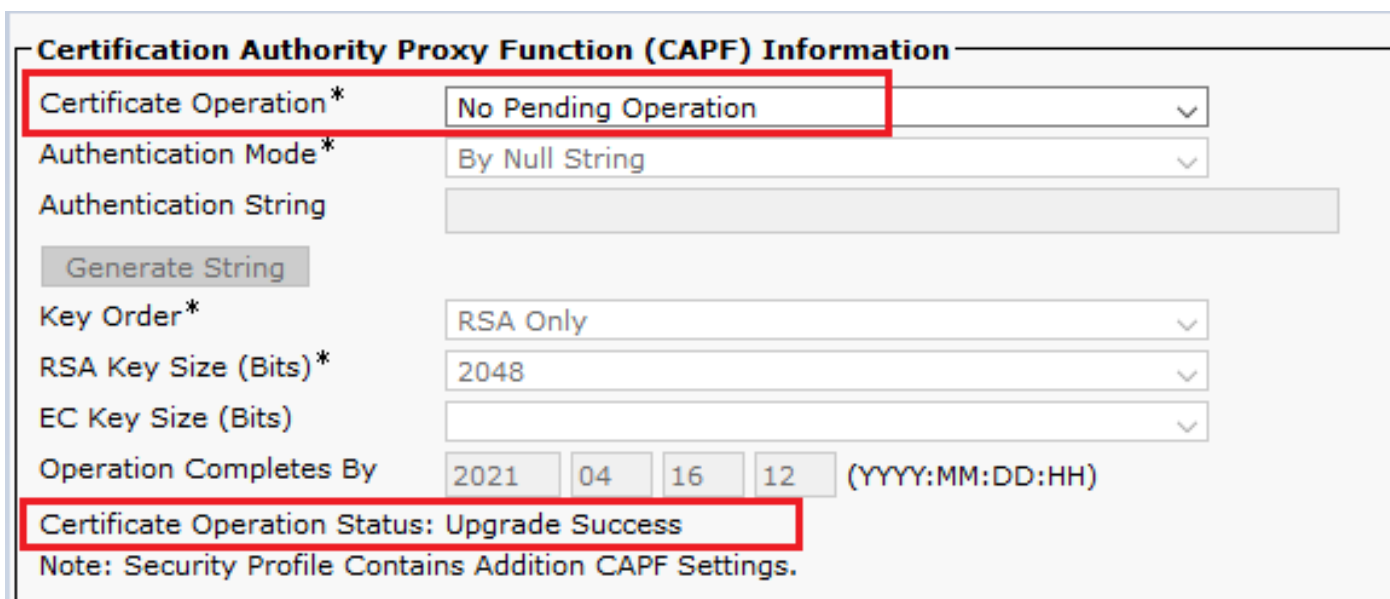 Certification Authority Proxy Function (CAPF) Information
Certificate Operation* No Pending Operation
Authentication Mode* By Null String
Authentication String
Generate String
Key Order* RSA Only
RSA Key Size (Bits)* 2048
EC Key Size (Bits)
Operation Completes By 2021 04 16 12 (YYYY:MM:DD:HH)
Certificate Operation Status: Upgrade Success
Note: Security Profile Contains Addition CAPF Settings.